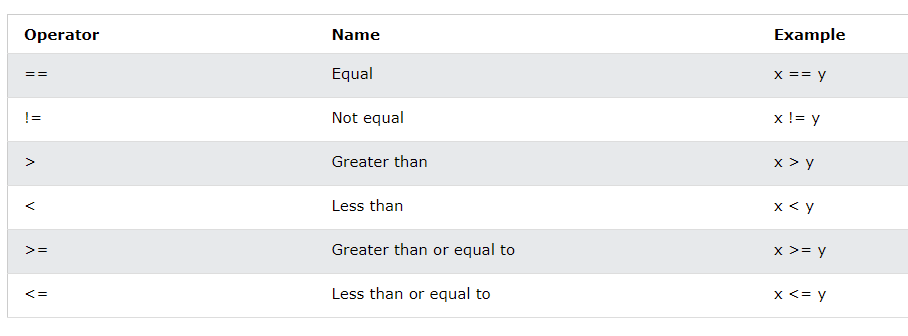 Operator Name Example
== Equal x == y
!= Not equal x != y
> Greater than x > y
< Less than x < y
>= Greater than or equal to x >= y
<= Less than or equal to x <= y